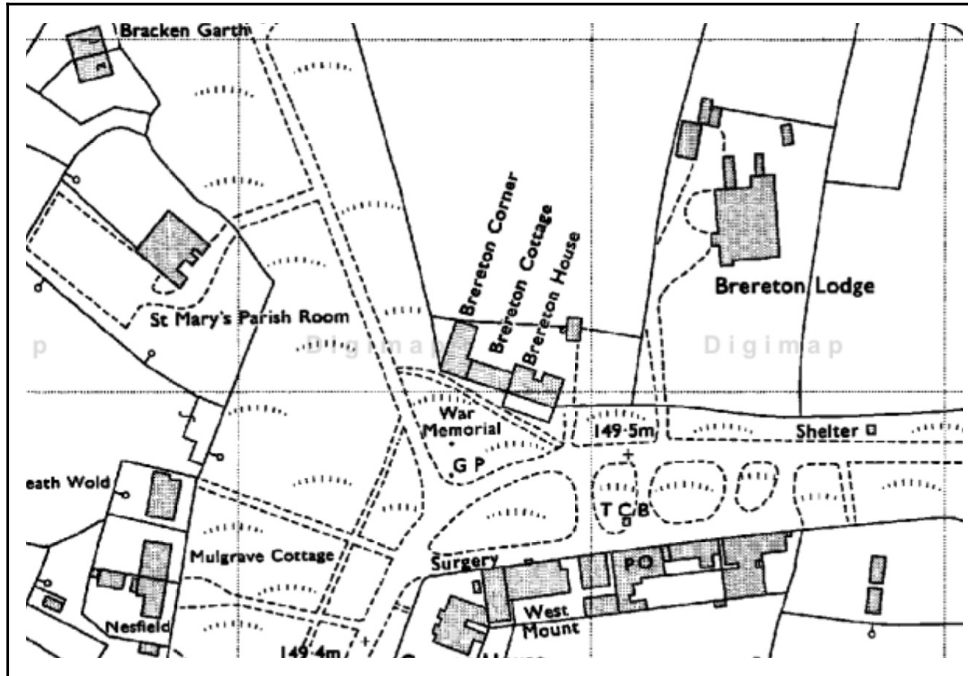 Bracken Garth
Brereton Corner
Brereton Cottage
Brereton House
Brereton Lodge
St Mary's Parish Room
p
Digimap
Digimap
War
Memorial
149·5m
Shelter
G P
eath Wold
T C B
Mulgrave Cottage
Surgery
P O
West
Mount
Nesfield
149·4m